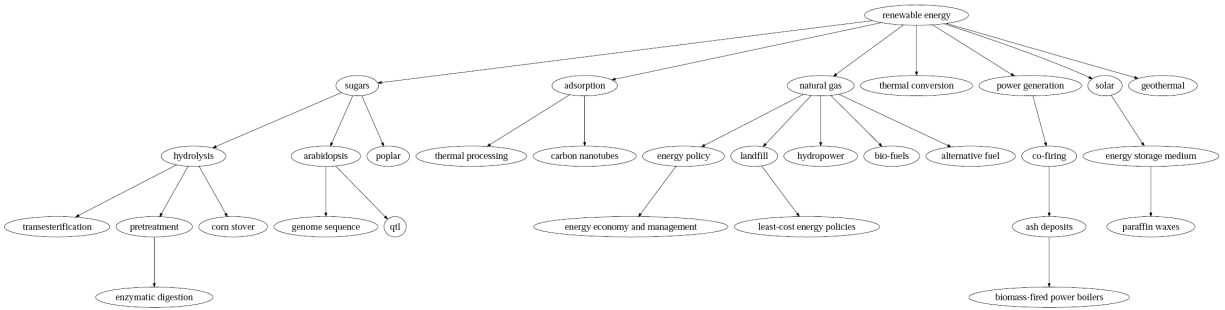 renewable energy
sugars
adsorption
natural gas
thermal conversion
power generation
solar
geothermal
hydrolysis
arabidopsis
poplar
thermal processing
carbon nanotubes
energy policy
landfill
hydropower
bio-fuels
alternative fuel
co-firing
energy storage medium
transesterification
pretreatment
corn stover
genome sequence
qtl
energy economy and management
least-cost energy policies
ash deposits
paraffin waxes
enzymatic digestion
biomass-fired power boilers